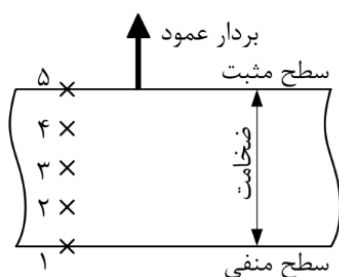 بردار عمود
سطح مثبت
۵
۴
۳
۲
۱
ضخامت
سطح منفی